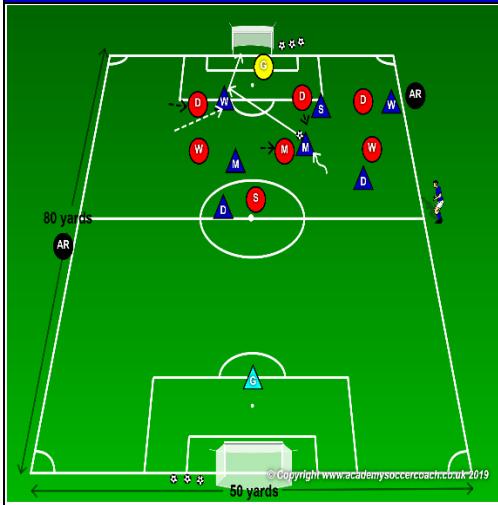 G
D W D S D W AR
W M M M W
D
S
D
80 yards
AR
G
© Copyright www.academysoccercoach.co.uk 2019
50 yards